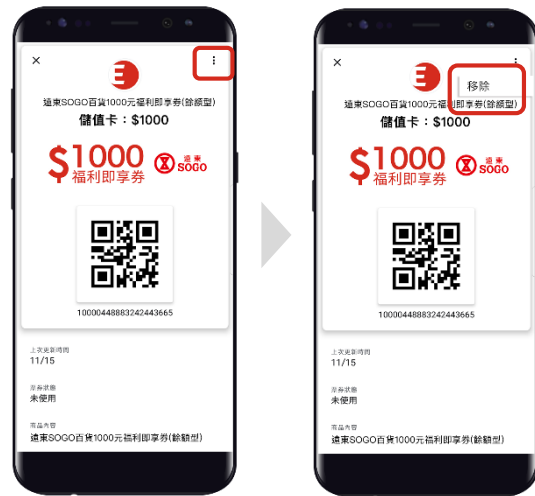 遠東SOGO百貨1000元福利即享券(餘額型)
儲值卡：$1000
$1000
福利即享券
遠東
SOGO
10000448883242443665
上次更新時間
11/15
票券狀態
未使用
商品內容
遠東SOGO百貨1000元福利即享券(餘額型)
移除
遠東SOGO百貨1000元福利即享券(餘額型)
儲值卡：$1000
$1000
福利即享券
遠東
SOGO
10000448883242443665
上次更新時間
11/15
票券狀態
未使用
商品內容
遠東SOGO百貨1000元福利即享券(餘額型)